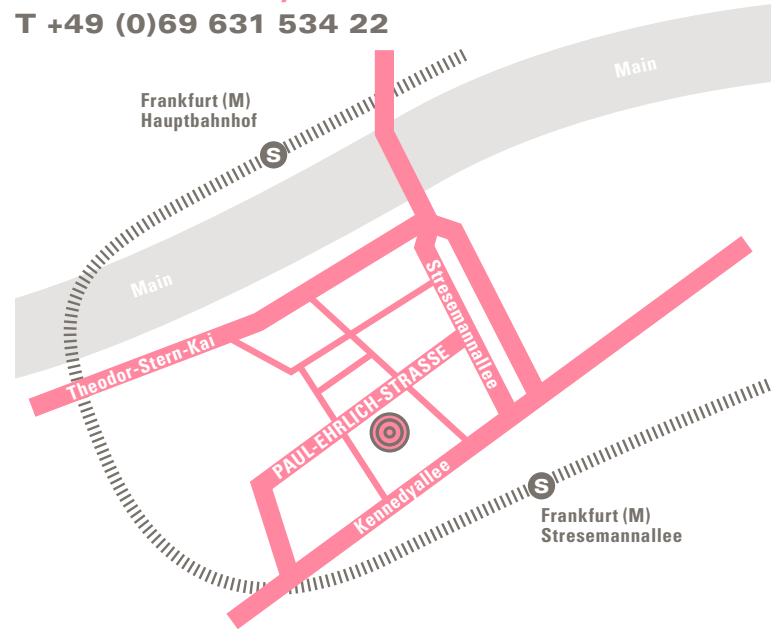 T +49 (0)69 631 534 22
Main
Frankfurt (M)
Hauptbahnhof
S
Main
Stresemannallee
Theodor-Stern-Kai
PAUL-EHRLICH-STRASSE
Kennedyallee
S
Frankfurt (M)
Stresemannallee